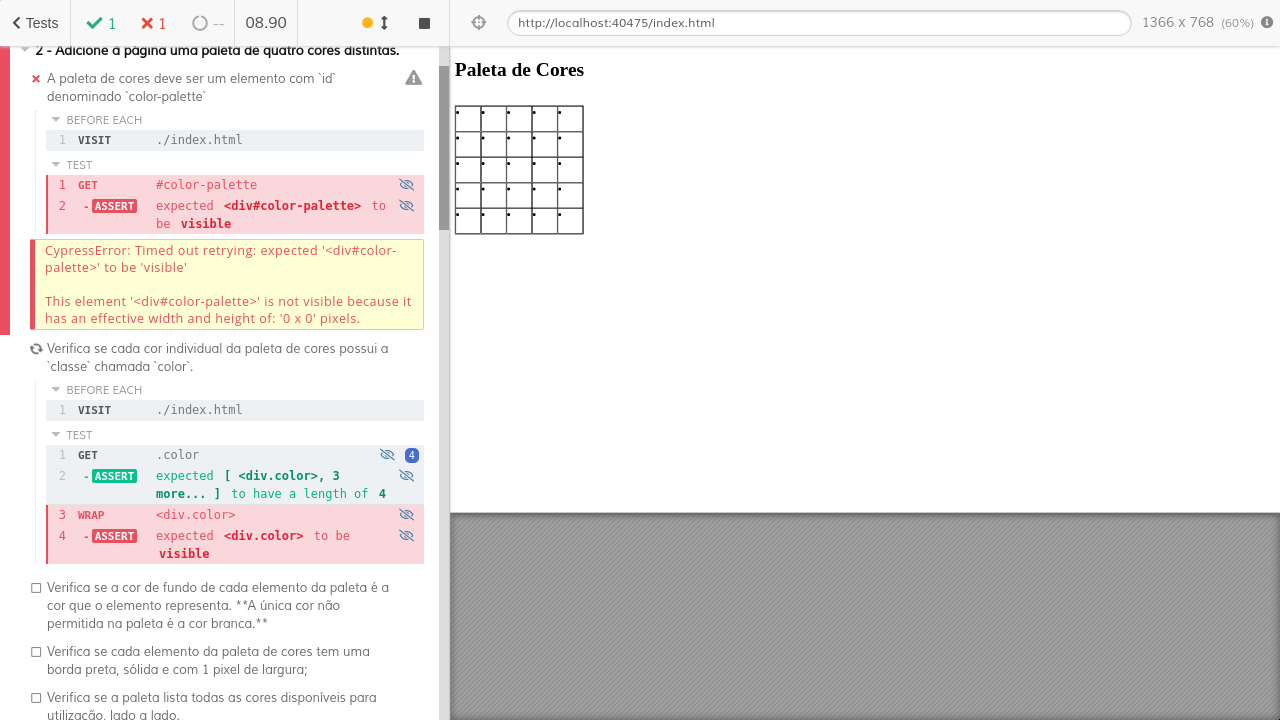 Tests
1
1
--
08.90
http://localhost:40475/index.html
1366 x 768 (60%)
2 - Adicione à página uma paleta de quatro cores distintas.
A paleta de cores deve ser um elemento com `id`
denominado `color-palette`
BEFORE EACH
1 VISIT ./index.html
TEST
1 GET #color-palette
2 - ASSERT expected <div#color-palette> to
be visible
CypressError: Timed out retrying: expected '<div#color-
palette>' to be 'visible'
This element '<div#color-palette>' is not visible because it
has an effective width and height of: '0 x 0' pixels.
Verifica se cada cor individual da paleta de cores possui a
`classe` chamada `color`.
BEFORE EACH
1 VISIT ./index.html
TEST
1 GET .color 4
2 - ASSERT expected [ <div.color>, 3
more... ] to have a length of 4
3 WRAP <div.color>
4 - ASSERT expected <div.color> to be
visible
Verifica se a cor de fundo de cada elemento da paleta é a
cor que o elemento representa. **A única cor não
permitida na paleta é a cor branca.**
Verifica se cada elemento da paleta de cores tem uma
borda preta, sólida e com 1 pixel de largura;
Verifica se a paleta lista todas as cores disponíveis para
utilização, lado a lado.
Paleta de Cores